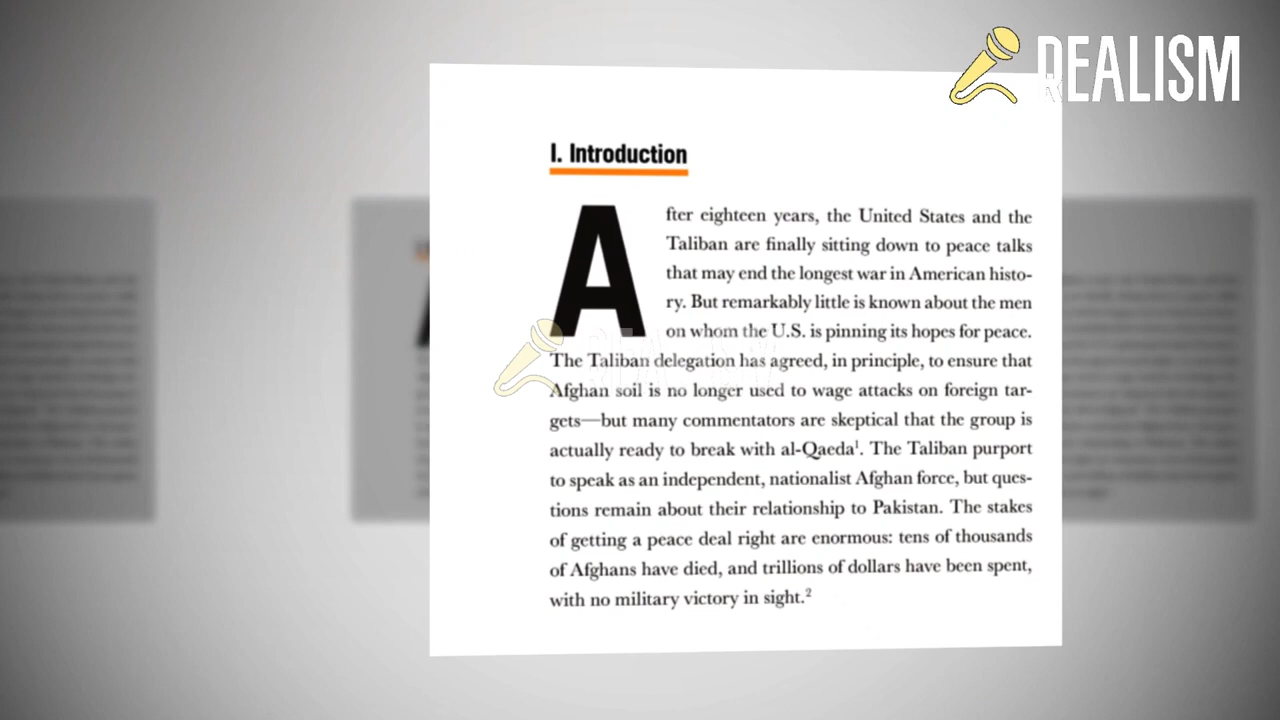 REALISM
I. Introduction
After eighteen years, the United States and the
Taliban are finally sitting down to peace talks
that may end the longest war in American histo-
ry. But remarkably little is known about the men
on whom the U.S. is pinning its hopes for peace.
The Taliban delegation has agreed, in principle, to ensure that
Afghan soil is no longer used to wage attacks on foreign tar-
gets—but many commentators are skeptical that the group is
actually ready to break with al-Qaeda¹. The Taliban purport
to speak as an independent, nationalist Afghan force, but ques-
tions remain about their relationship to Pakistan. The stakes
of getting a peace deal right are enormous: tens of thousands
of Afghans have died, and trillions of dollars have been spent,
with no military victory in sight.²